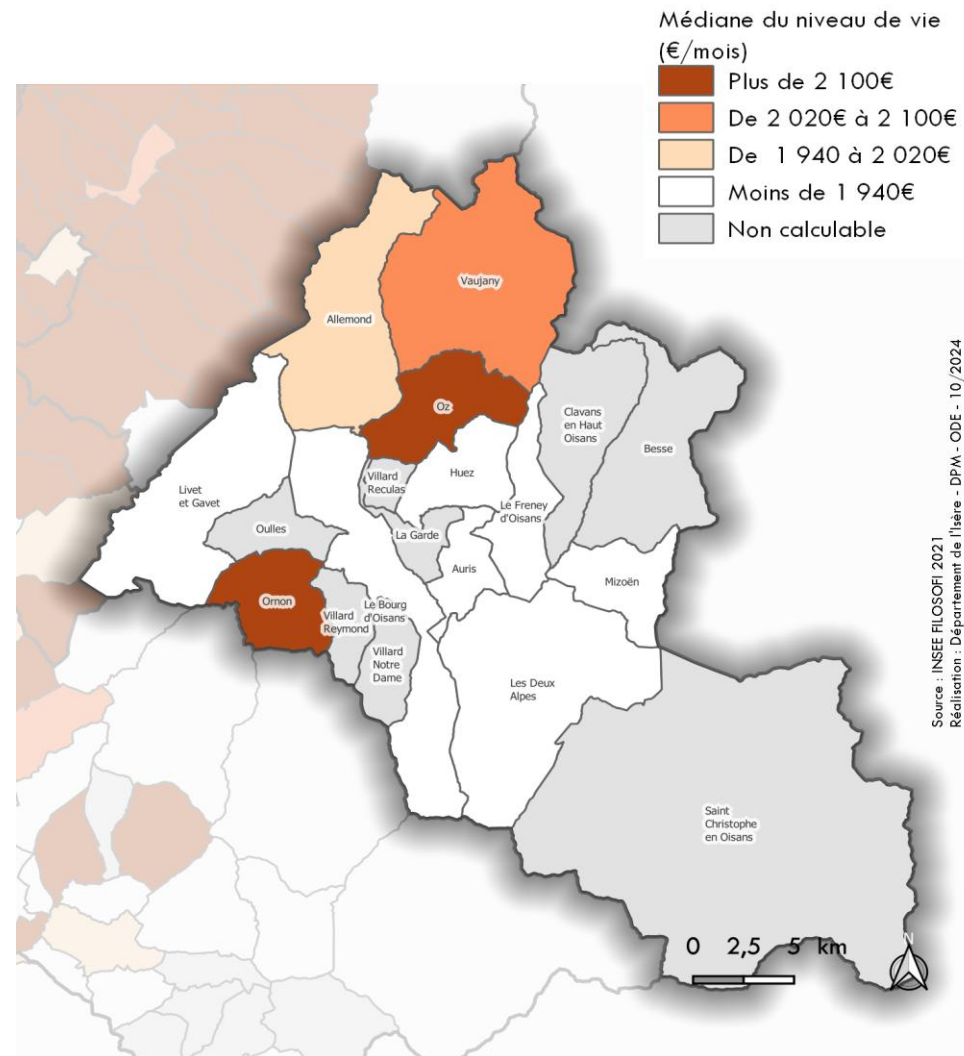 Médiane du niveau de vie
(€/mois)
Plus de 2 100€
De 2 020€ à 2 100€
De 1 940 à 2 020€
Moins de 1 940€
Non calculable
Vaujany
Allemond
Oz
Clavans
en Haut
Oisans
Besse
Villard
Reculas
Huez
Livet
et Gavet
Le Freney
d'Oisans
Oulles
La Garde
Auris
Mizoën
Ornon
Villard
Reymond
Le Bourg
d'Oisans
Villard
Notre
Dame
Les Deux
Alpes
Saint
Christophe
en Oisans
0 2,5 5 km
N
Source : INSEE FILOSOFI 2021
Réalisation : Département de l'Isère - DPM - ODE - 10/2024